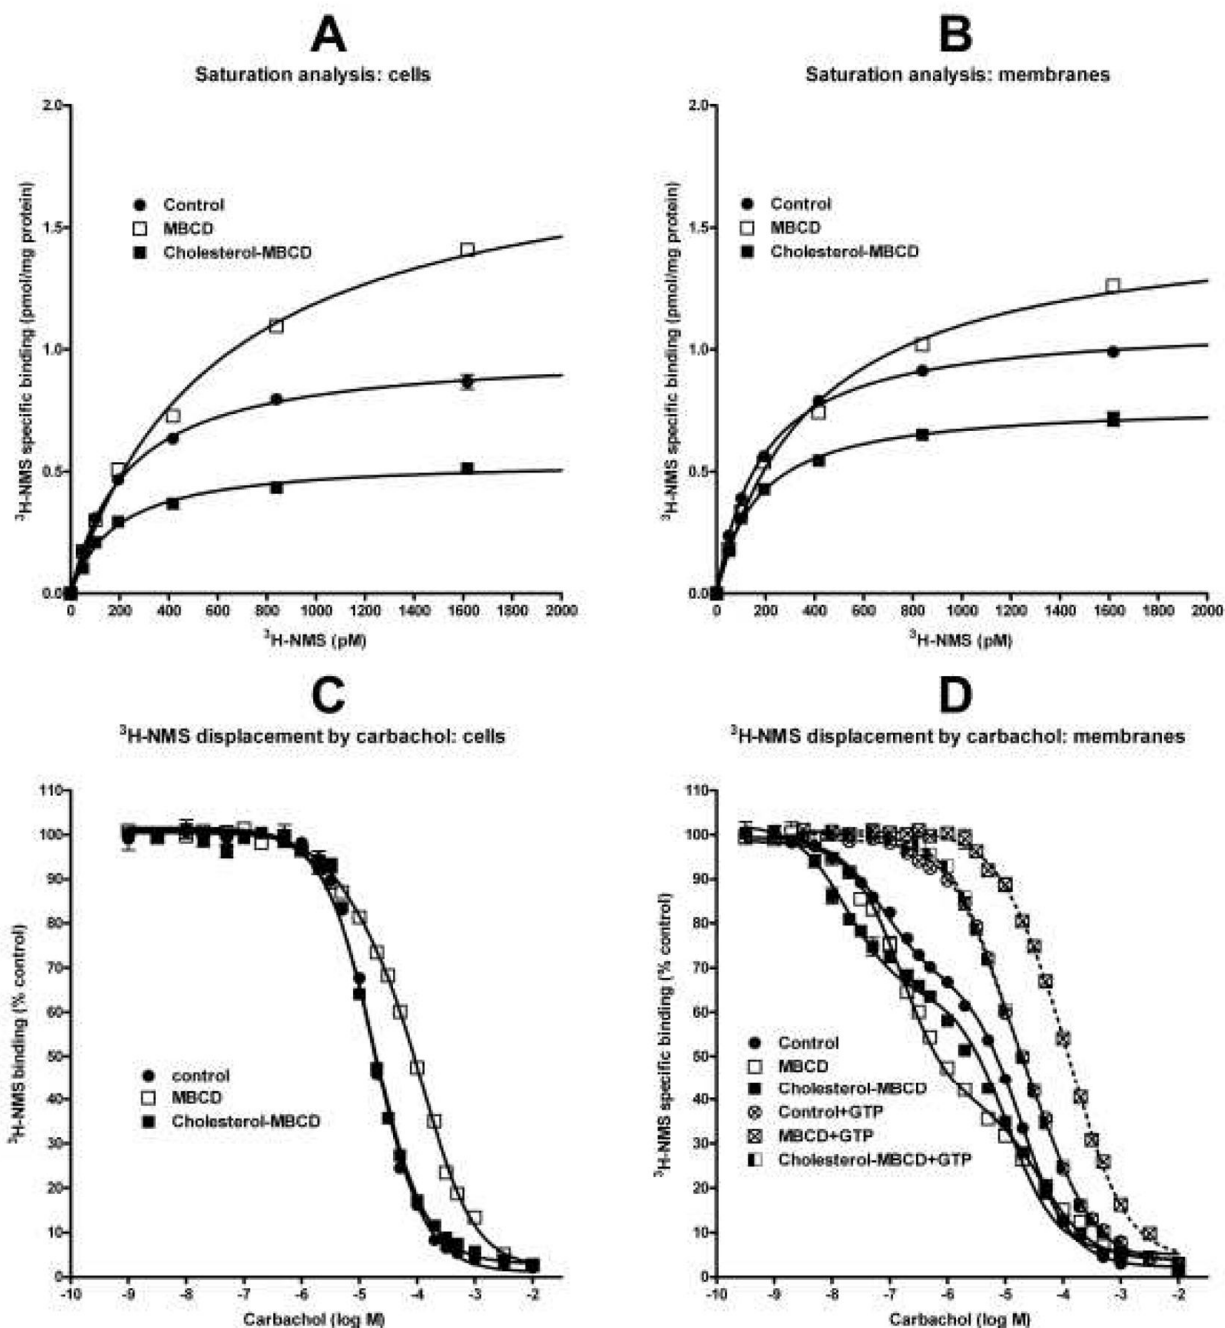 A
Saturation analysis: cells
³H-NMS specific binding (pmol/mg protein)
2.0
1.5
1.0
0.5
0.0
Control
MBCD
Cholesterol-MBCD
0 200 400 600 800 1000 1200 1400 1600 1800 2000
³H-NMS (pM)
B
Saturation analysis: membranes
³H-NMS specific binding (pmol/mg protein)
2.0
1.5
1.0
0.5
0.0
Control
MBCD
Cholesterol-MBCD
0 200 400 600 800 1000 1200 1400 1600 1800 2000
³H-NMS (pM)
C
³H-NMS displacement by carbachol: cells
³H-NMS binding (% control)
110
100
90
80
70
60
50
40
30
20
10
0
control
MBCD
Cholesterol-MBCD
-10 -9 -8 -7 -6 -5 -4 -3 -2
Carbachol (log M)
D
³H-NMS displacement by carbachol: membranes
³H-NMS specific binding (% control)
110
100
90
80
70
60
50
40
30
20
10
0
Control
MBCD
Cholesterol-MBCD
Control+GTP
MBCD+GTP
Cholesterol-MBCD+GTP
-10 -9 -8 -7 -6 -5 -4 -3 -2
Carbachol (log M)